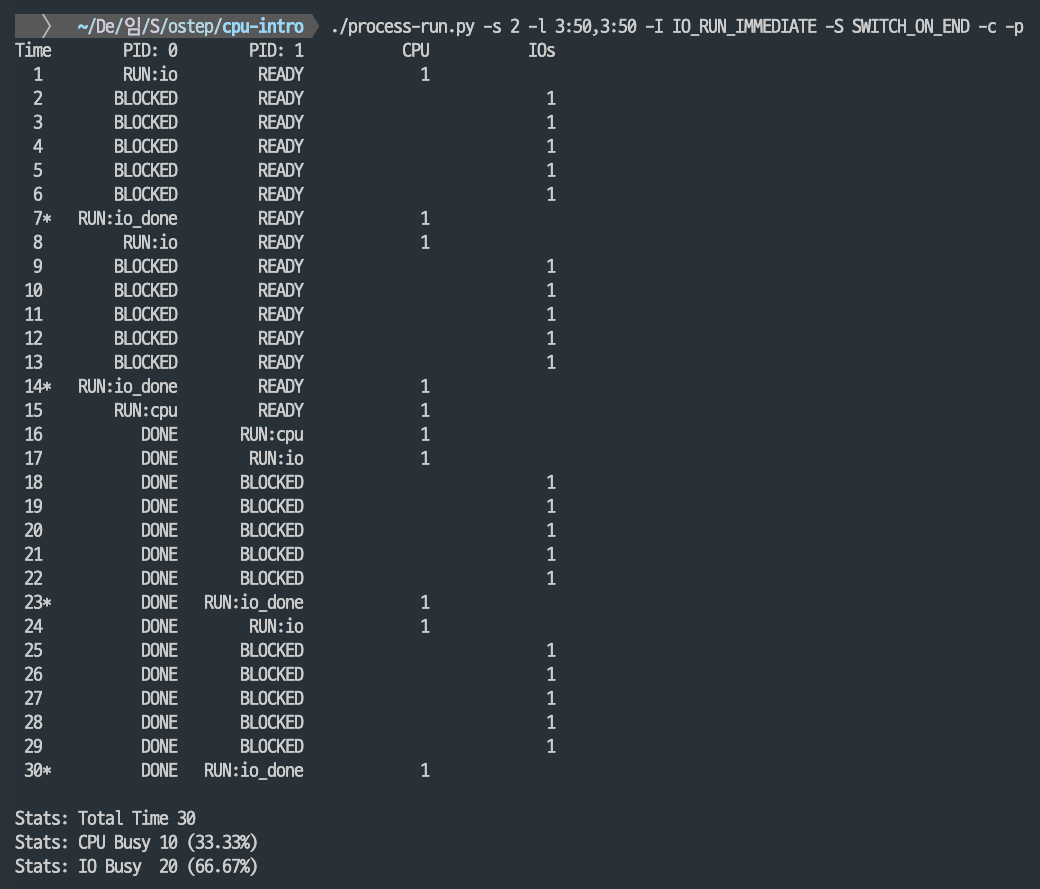 ~/De/임/S/ostep/cpu-intro ./process-run.py -s 2 -l 3:50,3:50 -I IO_RUN_IMMEDIATE -S SWITCH_ON_END -c -p
Time PID: 0 PID: 1 CPU IOs
1 RUN:io READY 1
2 BLOCKED READY 1
3 BLOCKED READY 1
4 BLOCKED READY 1
5 BLOCKED READY 1
6 BLOCKED READY 1
7* RUN:io_done READY 1
8 RUN:io READY 1
9 BLOCKED READY 1
10 BLOCKED READY 1
11 BLOCKED READY 1
12 BLOCKED READY 1
13 BLOCKED READY 1
14* RUN:io_done READY 1
15 RUN:cpu READY 1
16 DONE RUN:cpu 1
17 DONE RUN:io 1
18 DONE BLOCKED 1
19 DONE BLOCKED 1
20 DONE BLOCKED 1
21 DONE BLOCKED 1
22 DONE BLOCKED 1
23* DONE RUN:io_done 1
24 DONE RUN:io 1
25 DONE BLOCKED 1
26 DONE BLOCKED 1
27 DONE BLOCKED 1
28 DONE BLOCKED 1
29 DONE BLOCKED 1
30* DONE RUN:io_done 1
Stats: Total Time 30
Stats: CPU Busy 10 (33.33%)
Stats: IO Busy 20 (66.67%)